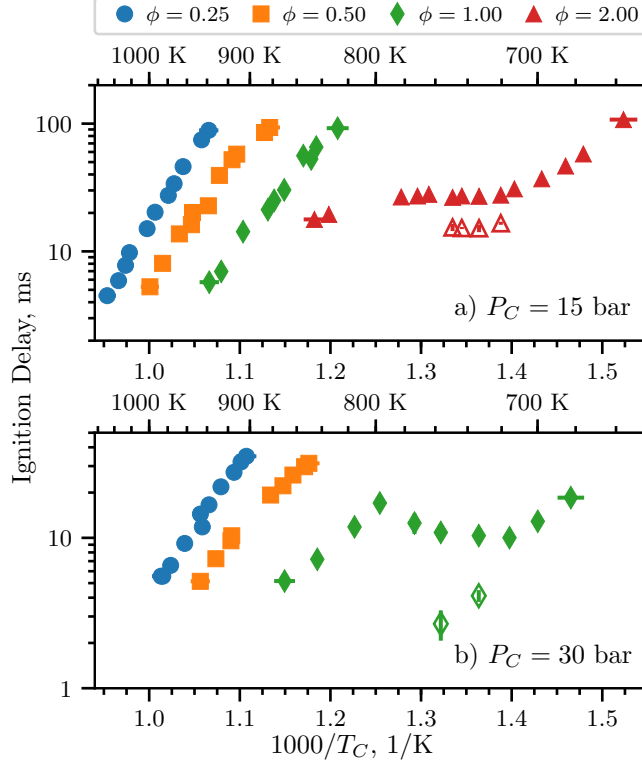 ϕ = 0.25 ϕ = 0.50 ϕ = 1.00 ϕ = 2.00
1000 K 900 K 800 K 700 K
100
10
a) P_C = 15 bar
1.0 1.1 1.2 1.3 1.4 1.5
Ignition Delay, ms
1000 K 900 K 800 K 700 K
10
1
b) P_C = 30 bar
1.0 1.1 1.2 1.3 1.4 1.5
1000/T_C, 1/K